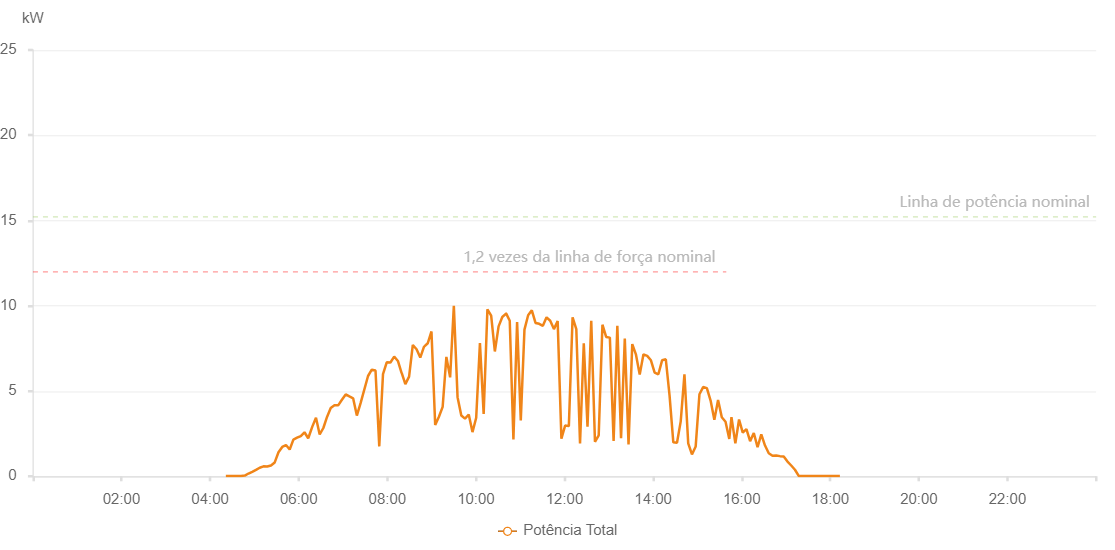 kW
25
20
Linha de potência nominal
15
1,2 vezes da linha de força nominal
10
5
0
02:00 04:00 06:00 08:00 10:00 12:00 14:00 16:00 18:00 20:00 22:00
Potência Total